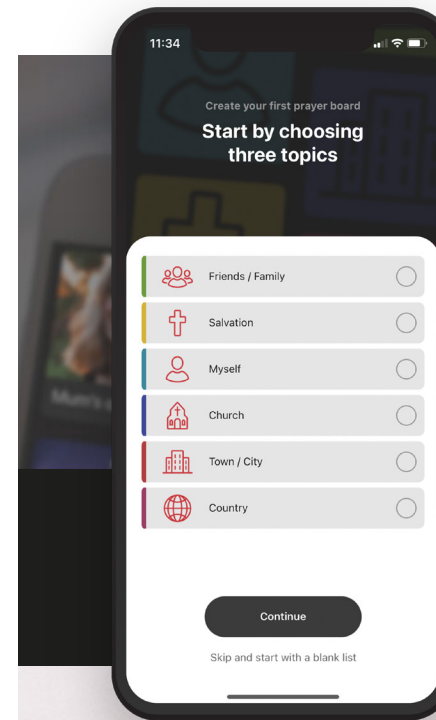 11:34
Create your first prayer board
Start by choosing
three topics
Friends / Family
Salvation
Myself
Church
Town / City
Country
Continue
Skip and start with a blank list